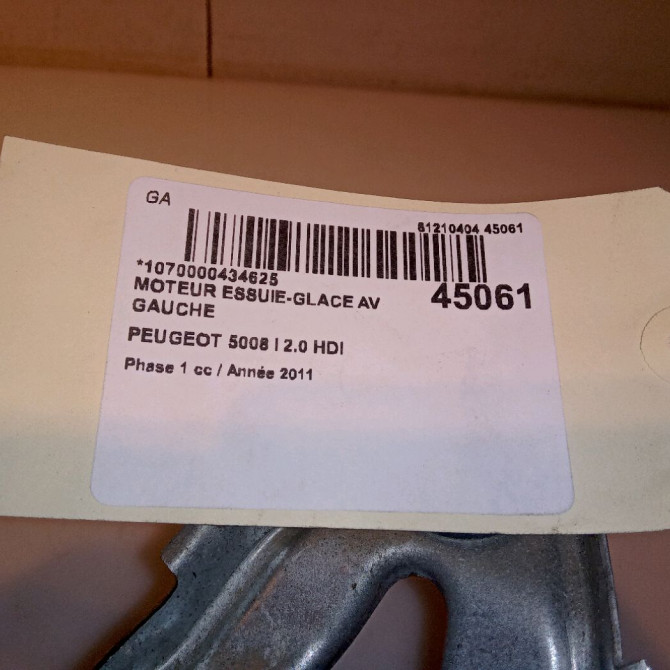 GA
61210404 45061
*1070000434625
MOTEUR ESSUIE-GLACE AV
GAUCHE
45061
PEUGEOT 5008 I 2.0 HDI
Phase 1 cc / Année 2011